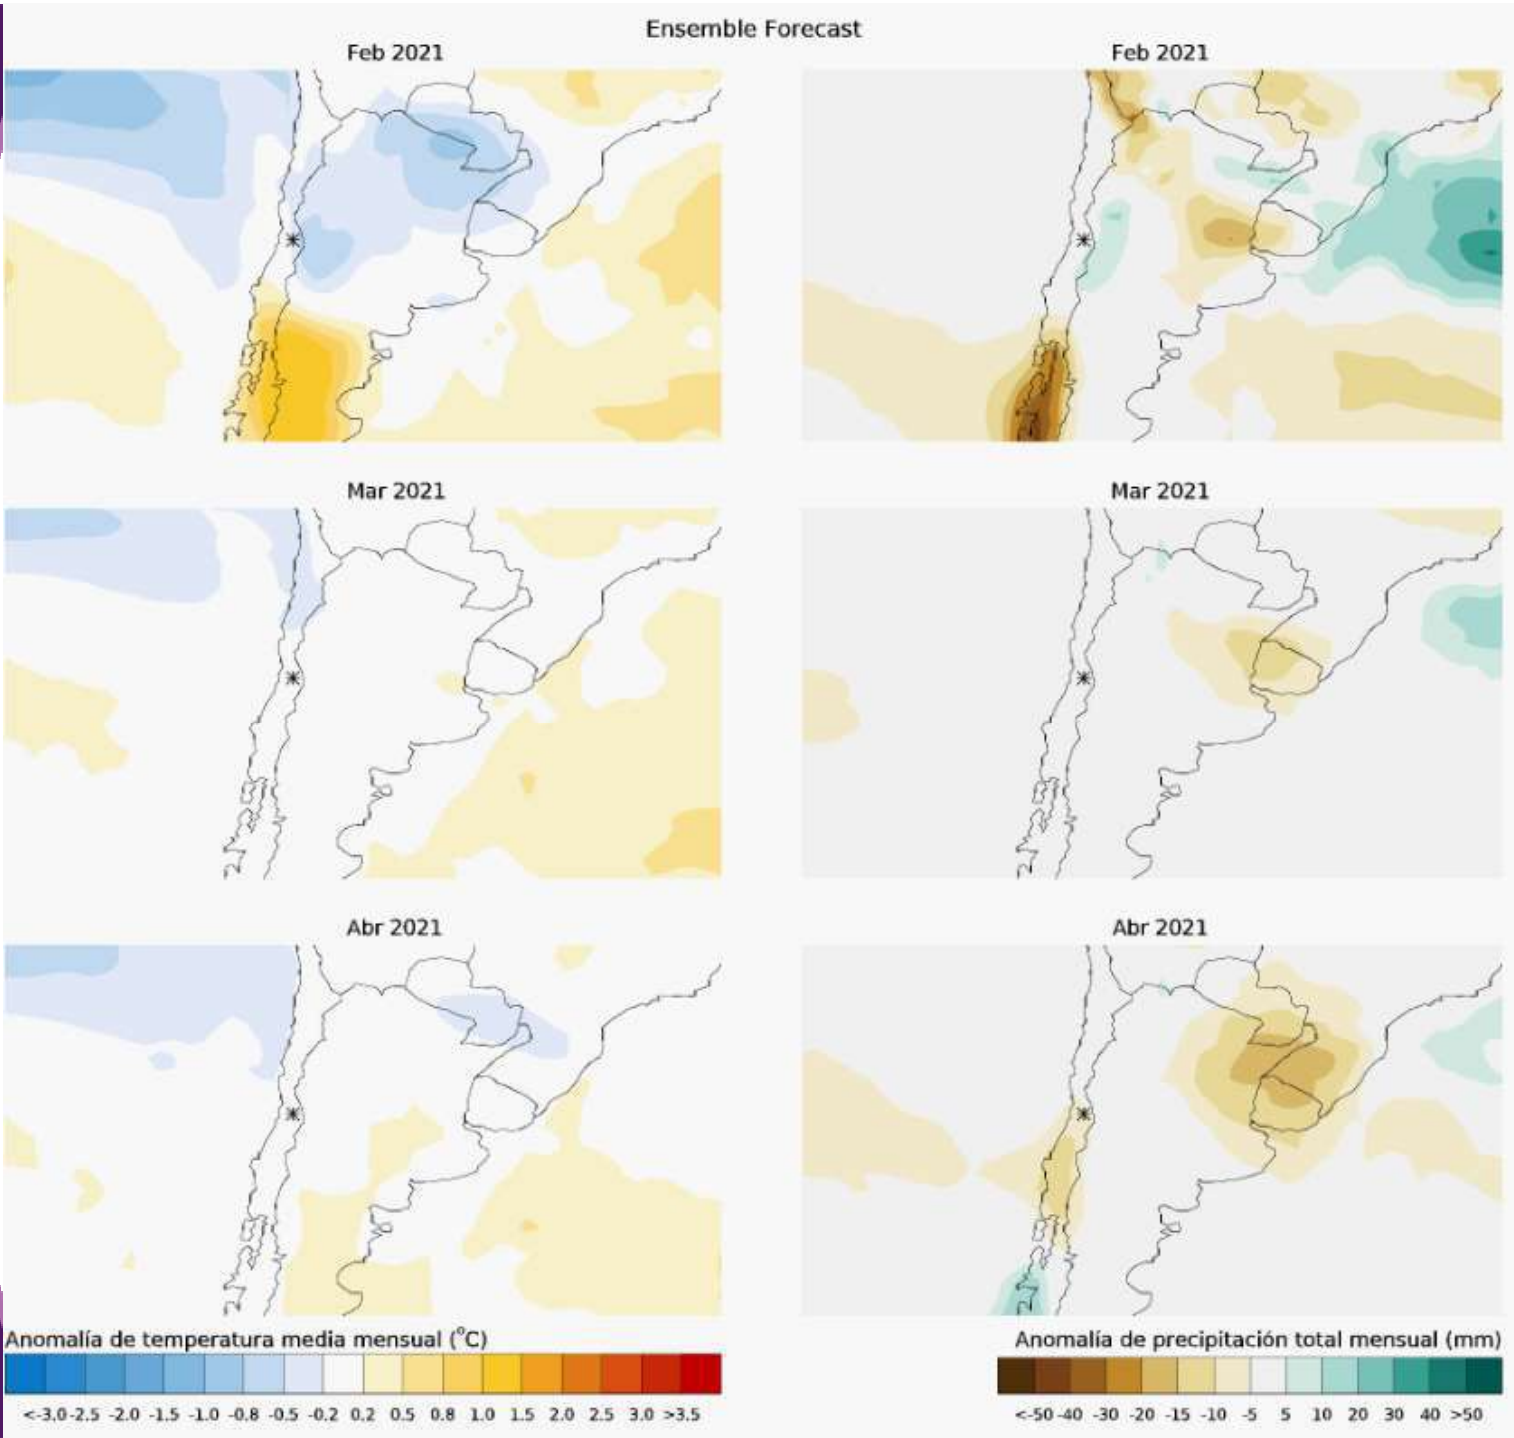 Ensemble Forecast
Feb 2021
Feb 2021
Mar 2021
Mar 2021
Abr 2021
Abr 2021
Anomalía de temperatura media mensual (°C)
<-3.0 -2.5 -2.0 -1.5 -1.0 -0.8 -0.5 -0.2 0.2 0.5 0.8 1.0 1.5 2.0 2.5 3.0 >3.5
Anomalía de precipitación total mensual (mm)
<-50 -40 -30 -20 -15 -10 -5 5 10 20 30 40 >50